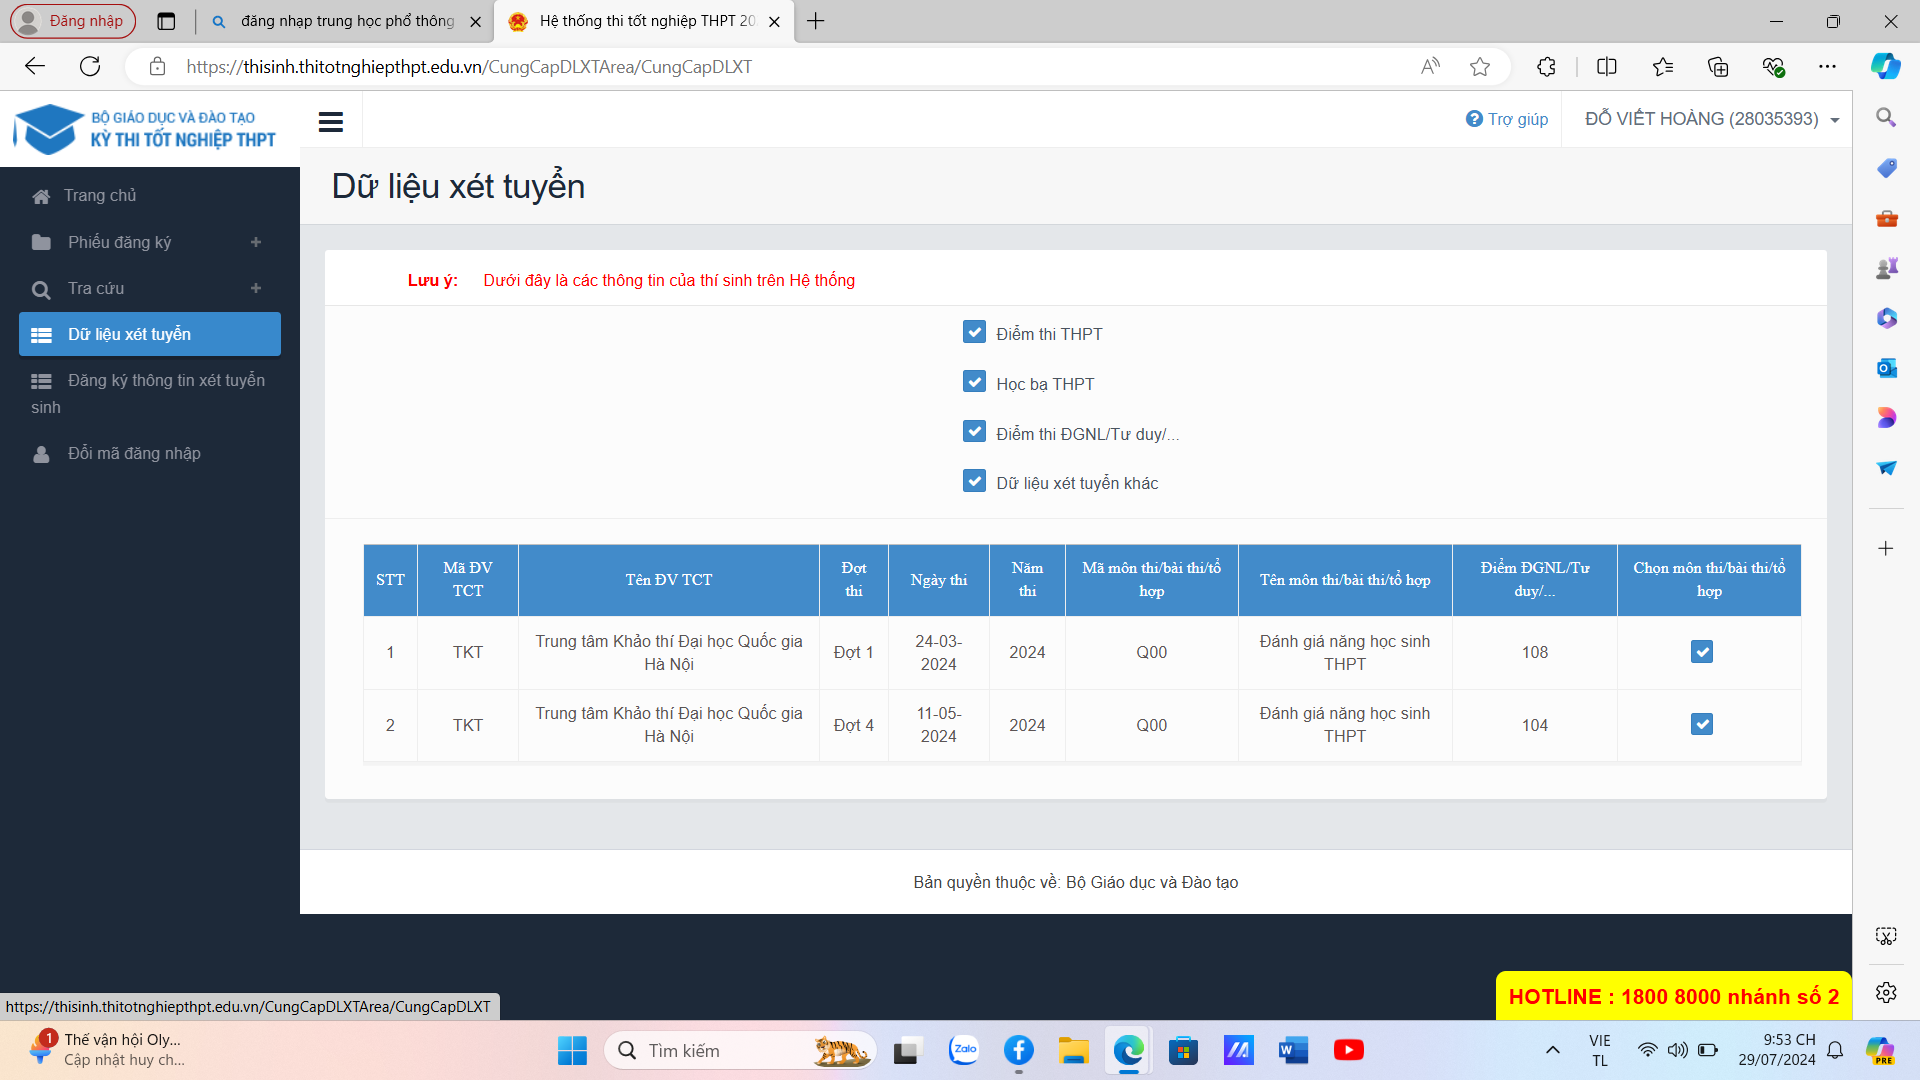 Đăng nhập
đăng nhạp trung học phổ thông
Hệ thống thi tốt nghiệp THPT 20
https://thisinh.thitotnghiepthpt.edu.vn/CungCapDLXTArea/CungCapDLXT
BỘ GIÁO DỤC VÀ ĐÀO TẠO
KỲ THI TỐT NGHIỆP THPT
Trợ giúp
ĐỖ VIẾT HOÀNG (28035393)
Trang chủ
Phiếu đăng ký
Tra cứu
Dữ liệu xét tuyển
Đăng ký thông tin xét tuyển
sinh
Đổi mã đăng nhập
Dữ liệu xét tuyển
Lưu ý: Dưới đây là các thông tin của thí sinh trên Hệ thống
Điểm thi THPT
Học bạ THPT
Điểm thi ĐGNL/Tư duy/...
Dữ liệu xét tuyển khác
STT
Mã ĐV
TCT
Tên ĐV TCT
Đợt
thi
Ngày thi
Năm
thi
Mã môn thi/bài thi/tổ
hợp
Tên môn thi/bài thi/tổ hợp
Điểm ĐGNL/Tư
duy/...
Chọn môn thi/bài thi/tổ
hợp
1
TKT
Trung tâm Khảo thí Đại học Quốc gia
Hà Nội
Đợt 1
24-03-
2024
2024
Q00
Đánh giá năng học sinh
THPT
108
2
TKT
Trung tâm Khảo thí Đại học Quốc gia
Hà Nội
Đợt 4
11-05-
2024
2024
Q00
Đánh giá năng học sinh
THPT
104
Bản quyền thuộc về: Bộ Giáo dục và Đào tạo
HOTLINE : 1800 8000 nhánh số 2
https://thisinh.thitotnghiepthpt.edu.vn/CungCapDLXTArea/CungCapDLXT
1
Thế vận hội Oly...
Cập nhật huy ch...
Tìm kiếm
Zalo
VIE
TL
9:53 CH
29/07/2024
PRE